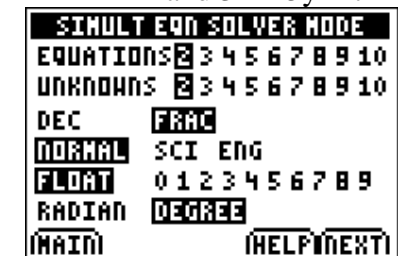 SIMULT EQN SOLVER MODE
EQUATIONS 2 3 4 5 6 7 8 9 10
UNKNOWNS 2 3 4 5 6 7 8 9 10
DEC FRAC
NORMAL SCI ENG
FLOAT 0 1 2 3 4 5 6 7 8 9
RADIAN DEGREE
MAIN HELP NEXT